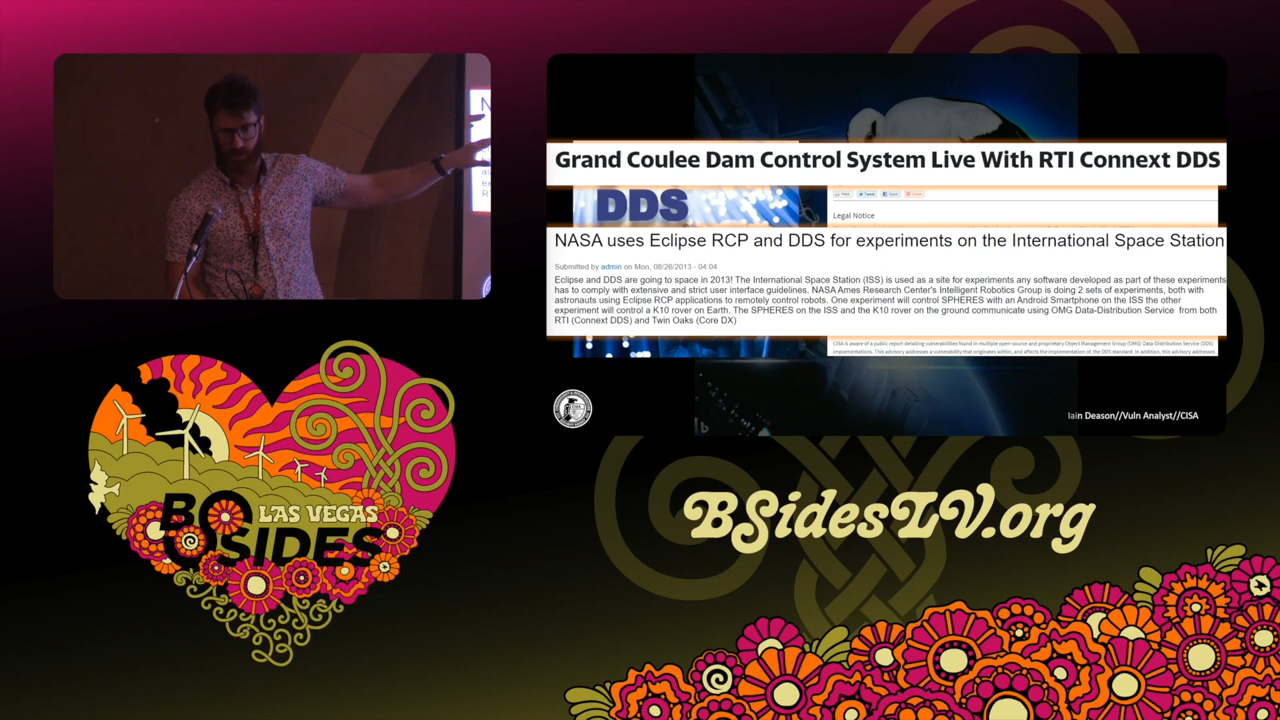 Grand Coulee Dam Control System Live With RTI Connext DDS
DDS
Print Tweet Send Share
Legal Notice
NASA uses Eclipse RCP and DDS for experiments on the International Space Station
Submitted by admin on Mon, 08/26/2013 - 04:04
Eclipse and DDS are going to space in 2013! The International Space Station (ISS) is used as a site for experiments any software developed as part of these experiments
has to comply with extensive and strict user interface guidelines. NASA Ames Research Center's Intelligent Robotics Group is doing 2 sets of experiments, both with
astronauts using Eclipse RCP applications to remotely control robots. One experiment will control SPHERES with an Android Smartphone on the ISS the other
experiment will control a K10 rover on Earth. The SPHERES on the ISS and the K10 rover on the ground communicate using OMG Data-Distribution Service from both
RTI (Connext DDS) and Twin Oaks (Core DX)
CISA is aware of a public report detailing vulnerabilities found in multiple open-source and proprietary Object Management Group (OMG) Data-Distribution Service (DDS)
implementations. This advisory addresses a vulnerability that originates within, and affects the implementation of, the DDS standard. In addition, this advisory addresses
Iain Deason//Vuln Analyst//CISA
BSIDES
LAS VEGAS
BSidesLV.org